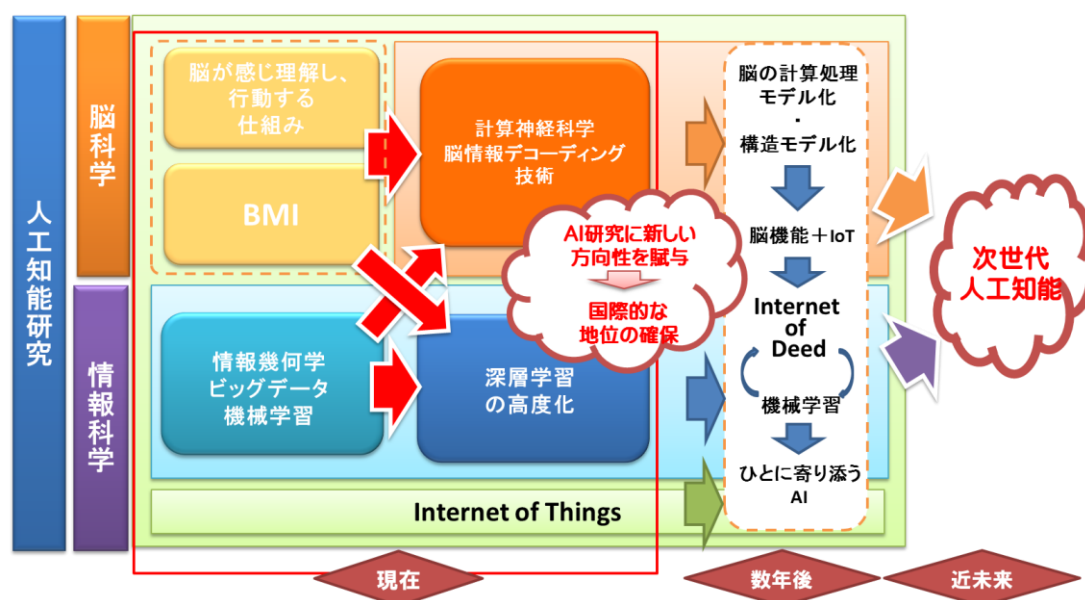 人工知能研究
脳科学
情報科学
脳が感じ理解し、
行動する
仕組み
BMI
計算神経科学
脳情報デコーディング
技術
情報幾何学
ビッグデータ
機械学習
深層学習
の高度化
AI研究に新しい
方向性を賦与
国際的な
地位の確保
脳の計算処理
モデル化
・
構造モデル化
脳機能＋IoT
Internet
of
Deed
機械学習
ひとに寄り添う
AI
次世代
人工知能
Internet of Things
現在
数年後
近未来